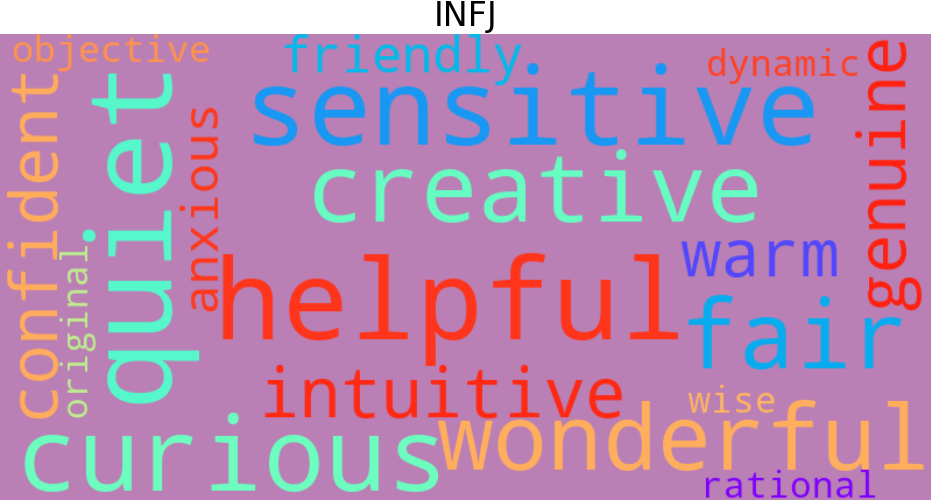 INFJ
objective
friendly
dynamic
sensitive
genuine
confident
quiet
anxious
creative
original
warm
helpful
fair
intuitive
wise
wonderful
curious
rational